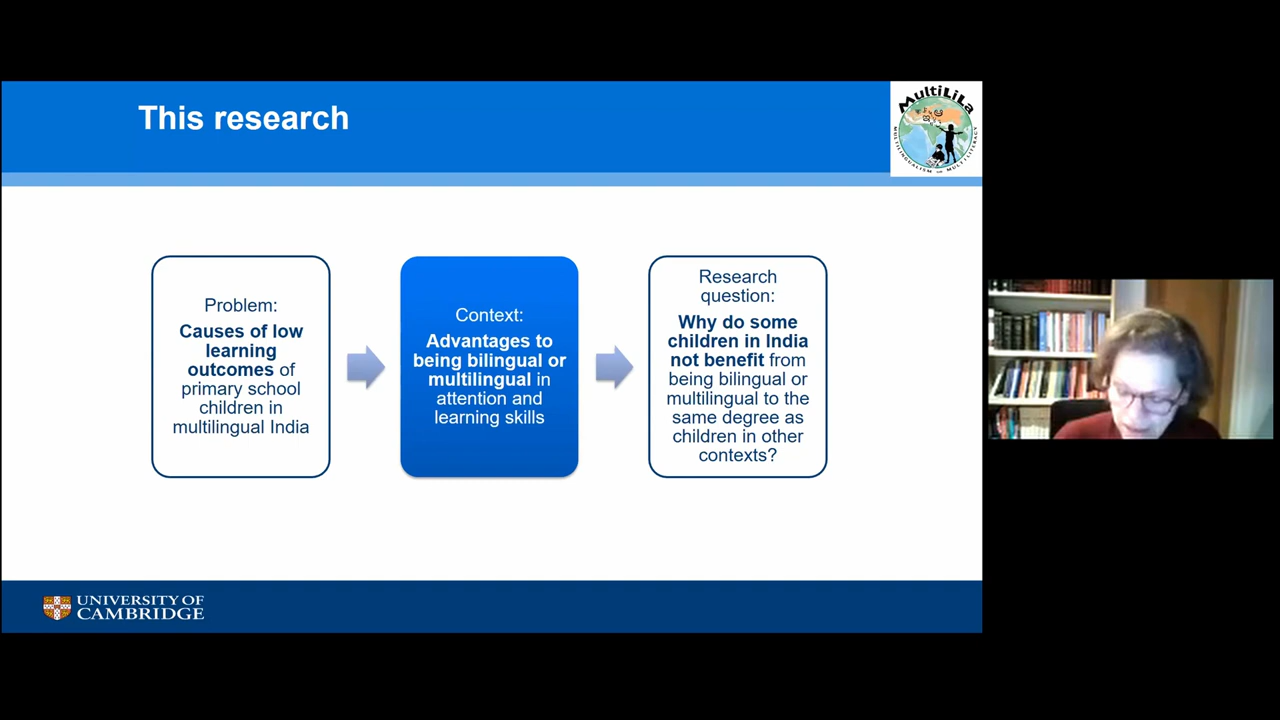 This research
MultiLiLa
MULTILINGUALISM & MULTILITERACY
Problem:
Causes of low
learning
outcomes of
primary school
children in
multilingual India
Context:
Advantages to
being bilingual or
multilingual in
attention and
learning skills
Research
question:
Why do some
children in India
not benefit from
being bilingual or
multilingual to the
same degree as
children in other
contexts?
UNIVERSITY OF
CAMBRIDGE